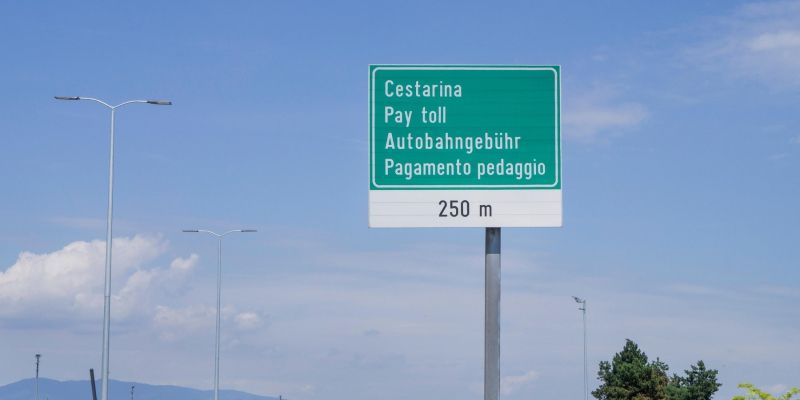 Cestarina
Pay toll
Autobahngebühr
Pagamento pedaggio
250 m